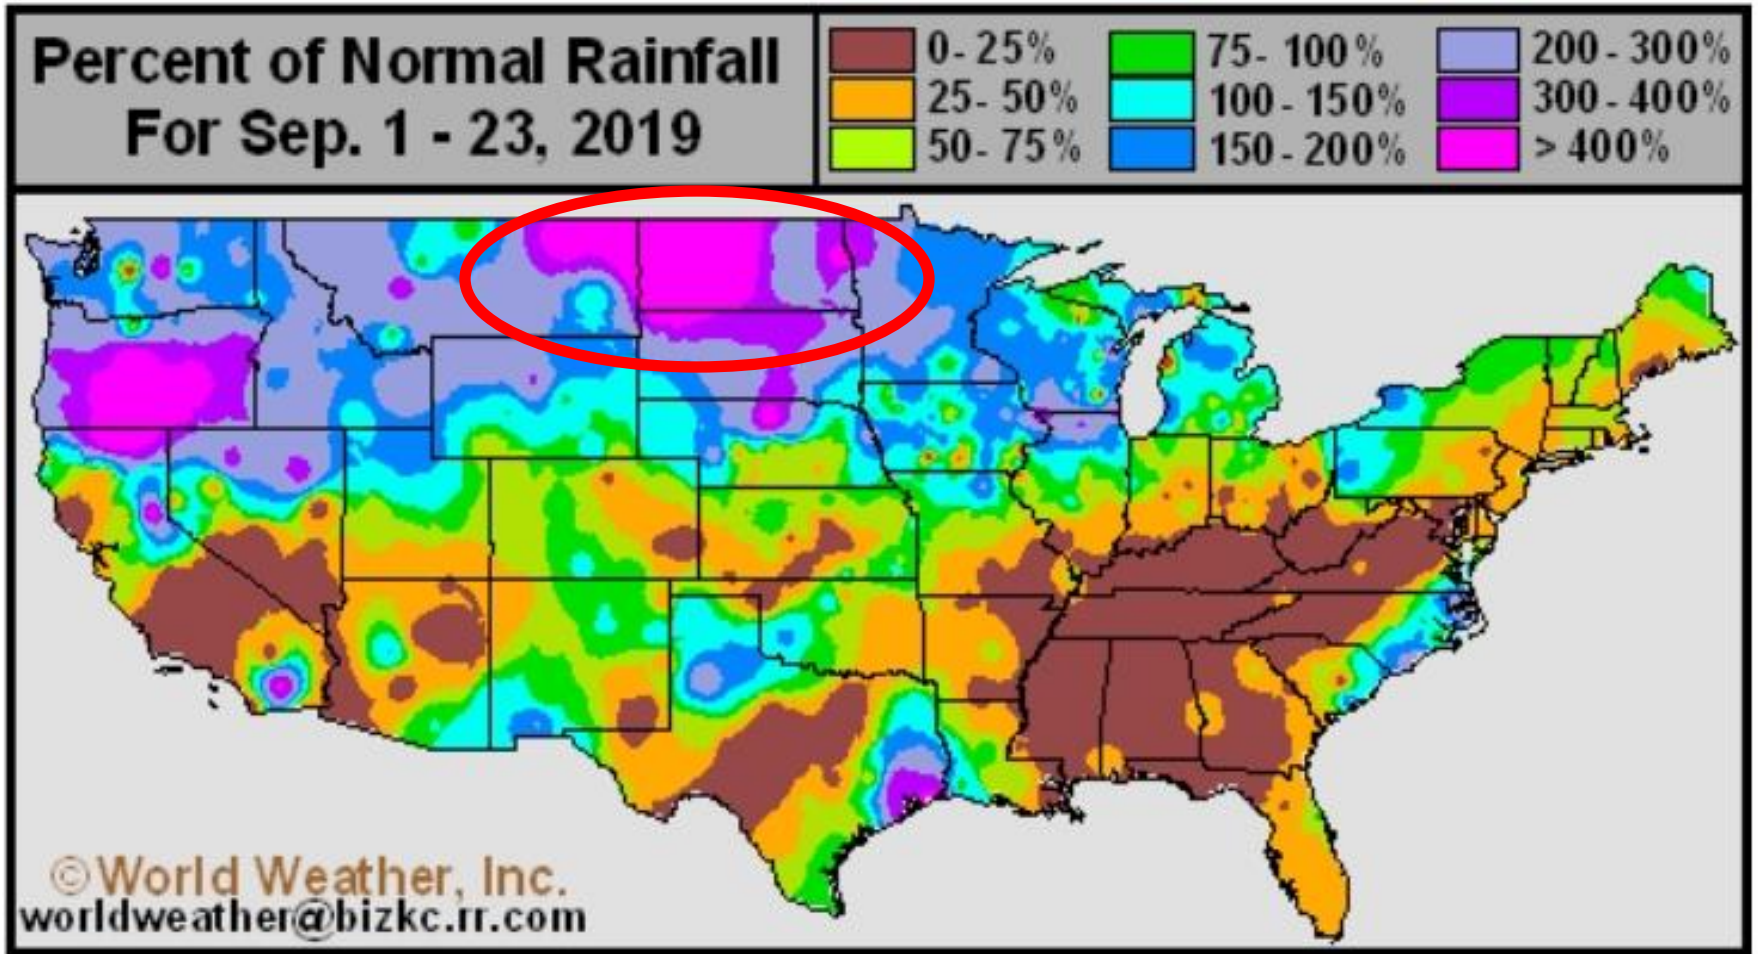 Percent of Normal Rainfall
For Sep. 1 - 23, 2019
0 - 25%
25 - 50%
50 - 75%
75 - 100%
100 - 150%
150 - 200%
200 - 300%
300 - 400%
> 400%
©World Weather, Inc.
worldweather@bizkc.rr.com